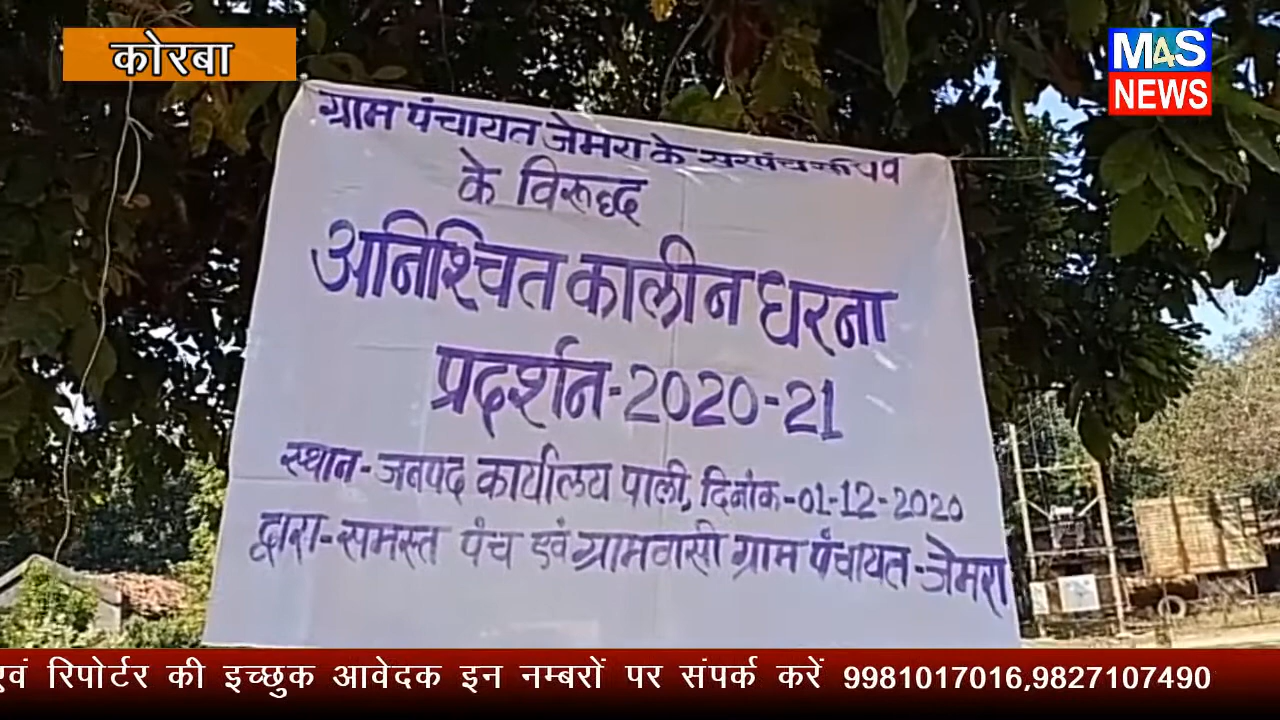 कोरबा
M4S
NEWS
ग्राम पंचायत जेमरा के सरपंच
के विरूद्ध
अनिश्चित कालीन धरना
प्रदर्शन-2020-21
स्थान-जनपद कार्यालय पाली, दिनांक-01-12-2020
द्वारा-समस्त पंच एवं ग्रामवासी ग्राम पंचायत-जेमरा
एवं रिपोर्टर की इच्छुक आवेदक इन नम्बरों पर संपर्क करें 9981017016,9827107490